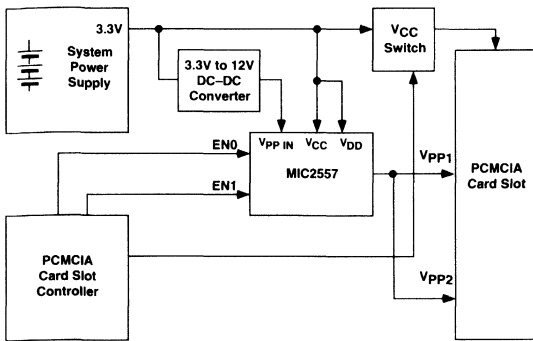 3.3V
System
Power
Supply
VCC
Switch
3.3V to 12V
DC–DC
Converter
VPP IN
VCC
VDD
MIC2557
EN0
EN1
VPP1
PCMCIA
Card Slot
VPP2
PCMCIA
Card Slot
Controller